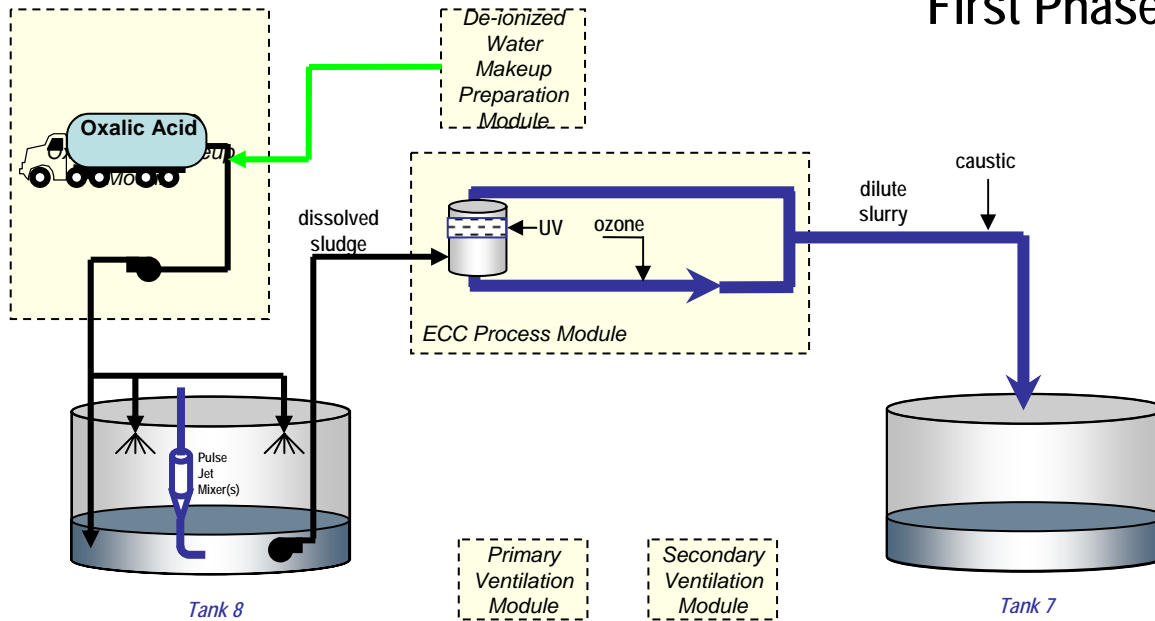 First Phase
De-ionized
Water
Makeup
Preparation
Module
Oxalic Acid
caustic
dilute
slurry
dissolved
sludge
UV
ozone
ECC Process Module
Pulse
Jet
Mixer(s)
Primary
Ventilation
Module
Secondary
Ventilation
Module
Tank 8
Tank 7